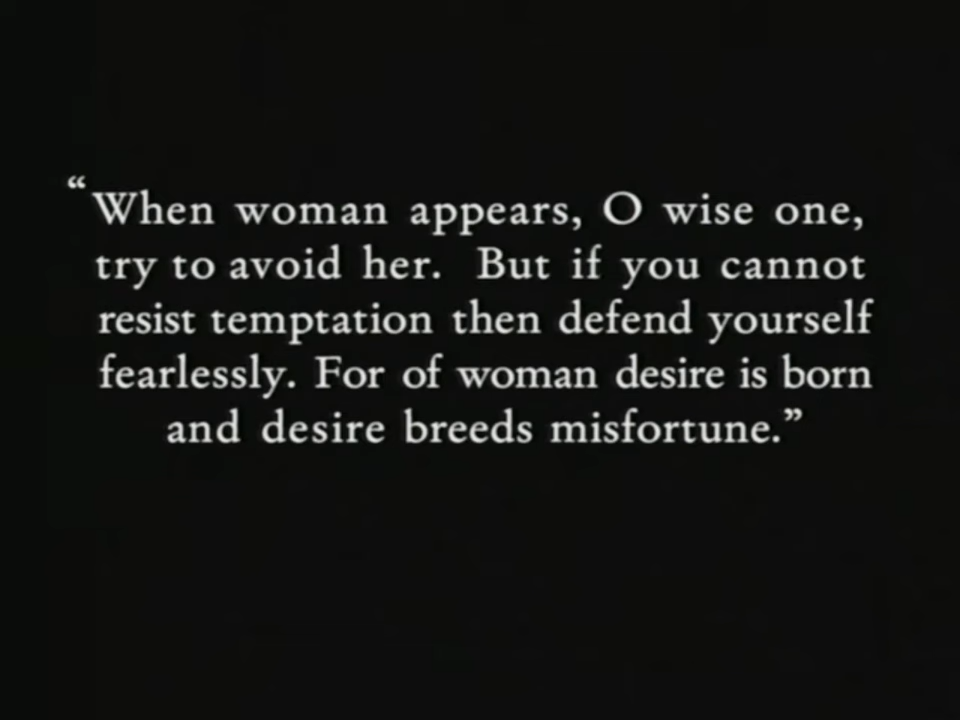 “When woman appears, O wise one,
try to avoid her. But if you cannot
resist temptation then defend yourself
fearlessly. For of woman desire is born
and desire breeds misfortune.”